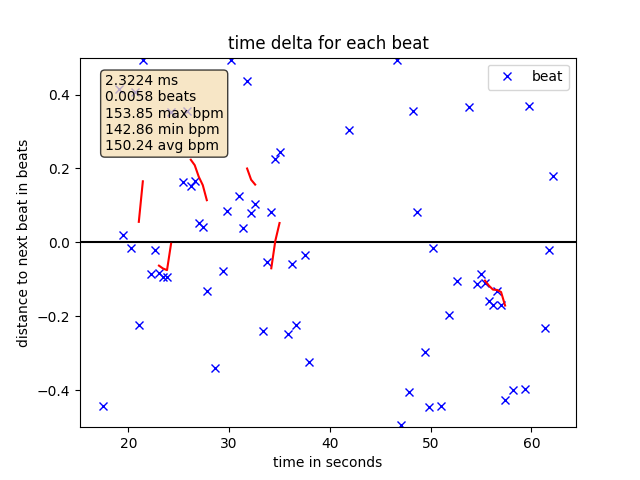 time delta for each beat
2.3224 ms
0.0058 beats
153.85 max bpm
142.86 min bpm
150.24 avg bpm
beat
distance to next beat in beats
0.4
0.2
0.0
−0.2
−0.4
20 30 40 50 60
time in seconds